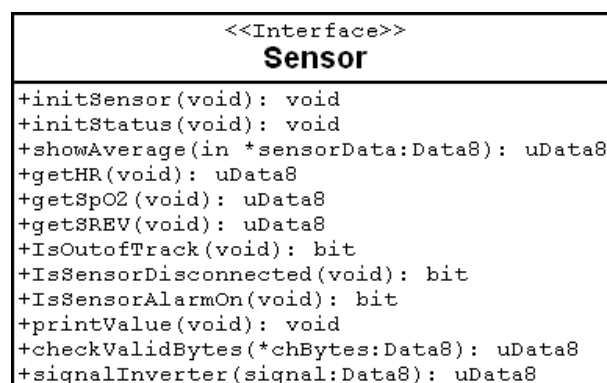 <<Interface>>
Sensor
+initSensor(void): void
+initStatus(void): void
+showAverage(in *sensorData:Data8): uData8
+getHR(void): uData8
+getSpO2(void): uData8
+getSREV(void): uData8
+IsOutofTrack(void): bit
+IsSensorDisconnected(void): bit
+IsSensorAlarmOn(void): bit
+printValue(void): void
+checkValidBytes(*chBytes:Data8): uData8
+signalInverter(signal:Data8): uData8